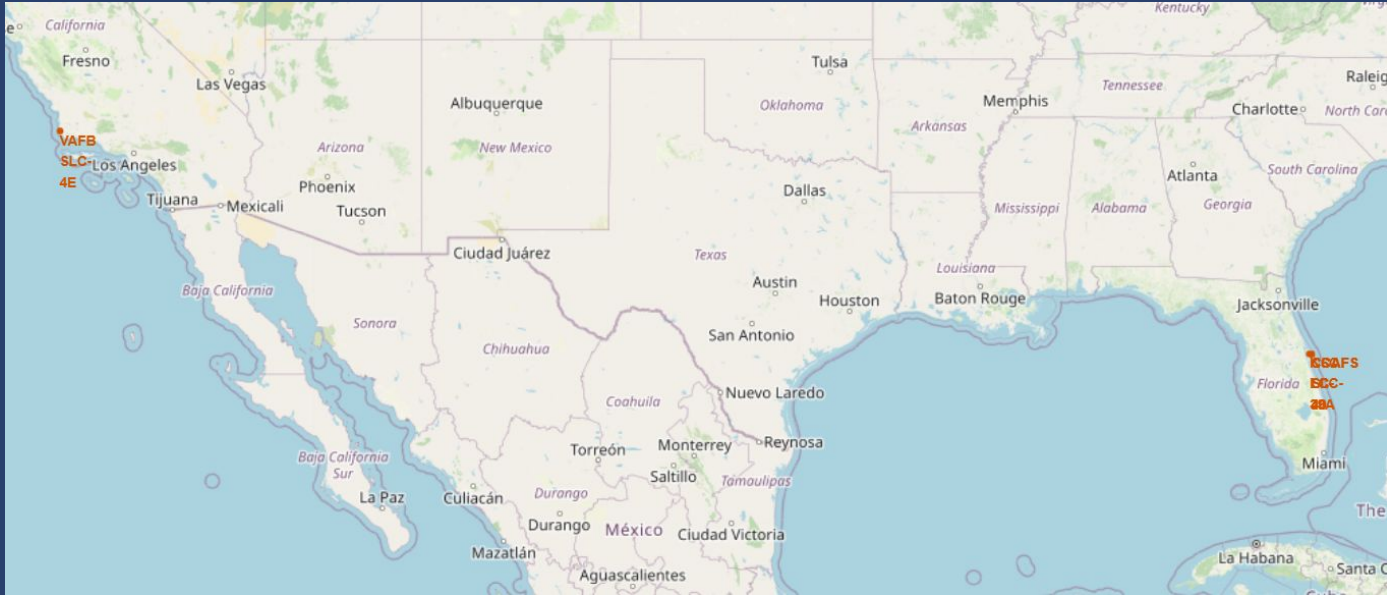 California
Kentucky
Fresno
Tulsa
Las Vegas
Raleig
Albuquerque
Memphis
Tennessee
Oklahoma
Charlotte
North Car
Arkansas
VAFB
SLC-
4E
Arizona
New Mexico
Los Angeles
South Carolina
Atlanta
Phoenix
Dallas
Tijuana
Mexicali
Tucson
Mississippi
Alabama
Georgia
Ciudad Juárez
Texas
Louisiana
Austin
Baja California
Houston
Baton Rouge
Jacksonville
Sonora
San Antonio
Chihuahua
Florida
Nuevo Laredo
Coahuila
Reynosa
Torreón
Monterrey
Baja California
Sur
Miami
Saltillo
Tamaulipas
La Paz
Culiacán
Durango
The
Durango
México
Ciudad Victoria
Mazatlán
La Habana
Santa C
Aguascalientes